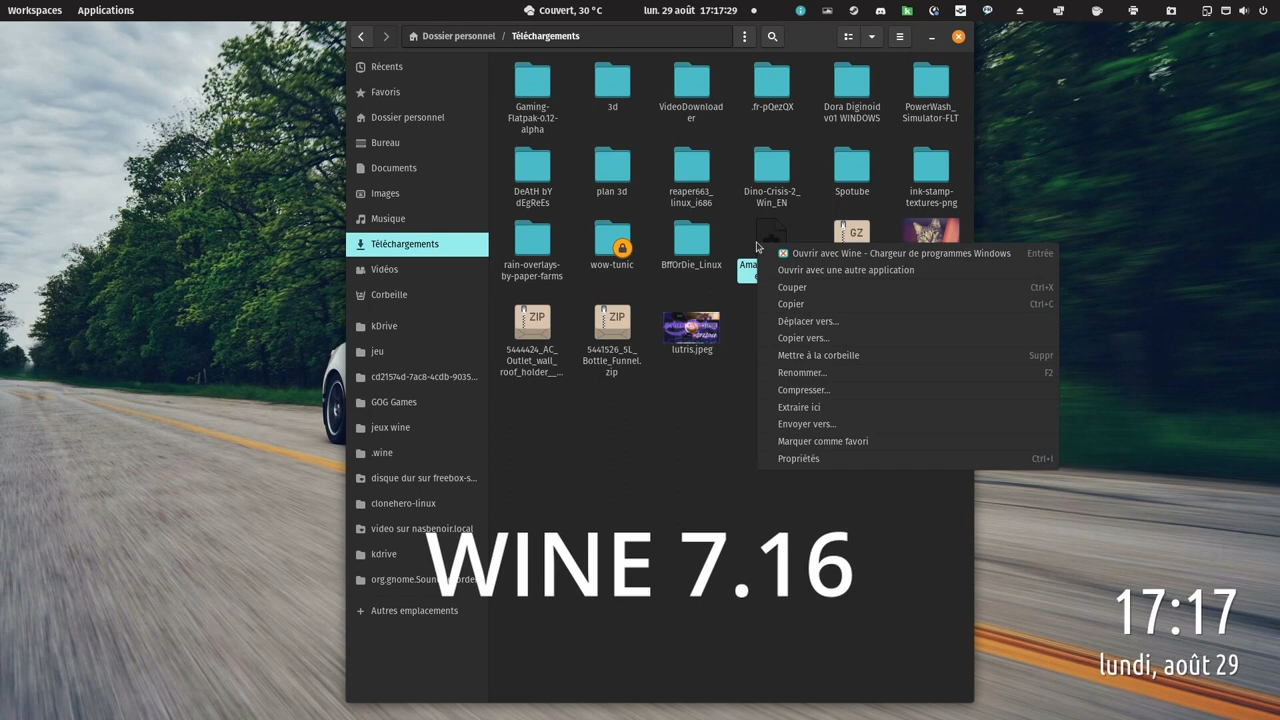 Workspaces Applications Couvert, 30 °C lun. 29 août 17:17:29
Dossier personnel / Téléchargements
Récents
Favoris
Dossier personnel
Bureau
Documents
Images
Musique
Téléchargements
Vidéos
Corbeille
kDrive
jeu
cd21574d-7ac8-4cdb-9035...
GOG Games
jeux wine
.wine
disque dur sur freebox-s...
clonehero-linux
video sur nasbenoir.local
kdrive
Autres emplacements
Gaming-
Flatpak-0.12-
alpha
3d
VideoDownload
er
.fr-pQezQX
Dora Diginoid
v01 WINDOWS
PowerWash_
Simulator-FLT
DeAtH bY
dEgReEs
plan 3d
reaper663_
linux_i686
Dino-Crisis-2_
Win_EN
Spotube
ink-stamp-
textures-png
rain-overlays-
by-paper-farms
wow-tunic
BffOrDie_Linux
GZ
ZIP
5444424_AC_
Outlet_wall_
roof_holder__...
ZIP
5441526_5L_
Bottle_Funnel.
zip
lutris.jpeg
Ouvrir avec Wine - Chargeur de programmes Windows Entrée
Ouvrir avec une autre application
Couper Ctrl+X
Copier Ctrl+C
Déplacer vers...
Copier vers...
Mettre à la corbeille Suppr
Renommer... F2
Compresser...
Extraire ici
Envoyer vers...
Marquer comme favori
Propriétés Ctrl+I
WINE 7.16
17:17
lundi, août 29